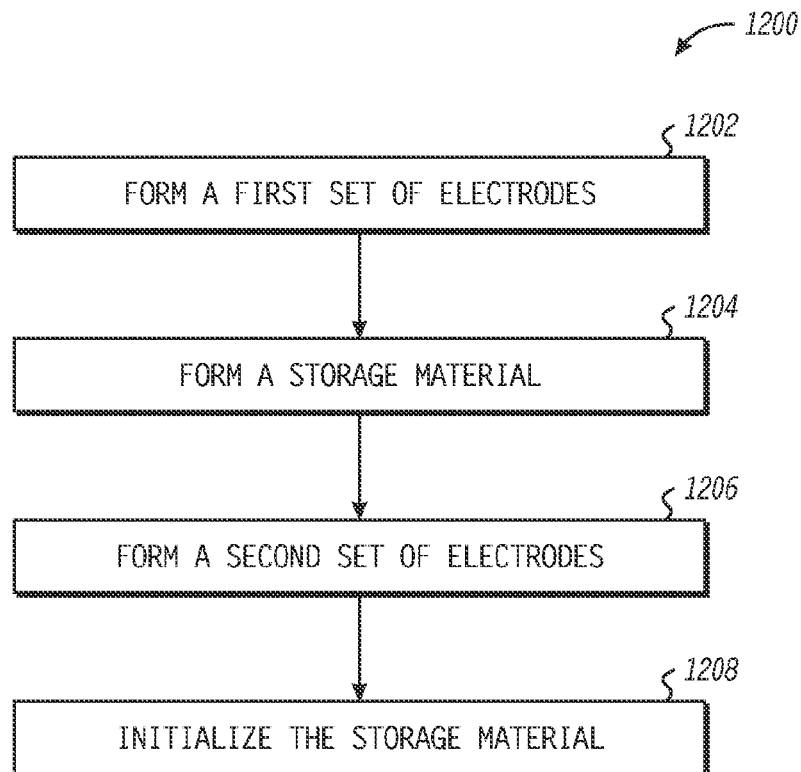 1200
1202
FORM A FIRST SET OF ELECTRODES
1204
FORM A STORAGE MATERIAL
1206
FORM A SECOND SET OF ELECTRODES
1208
INITIALIZE THE STORAGE MATERIAL